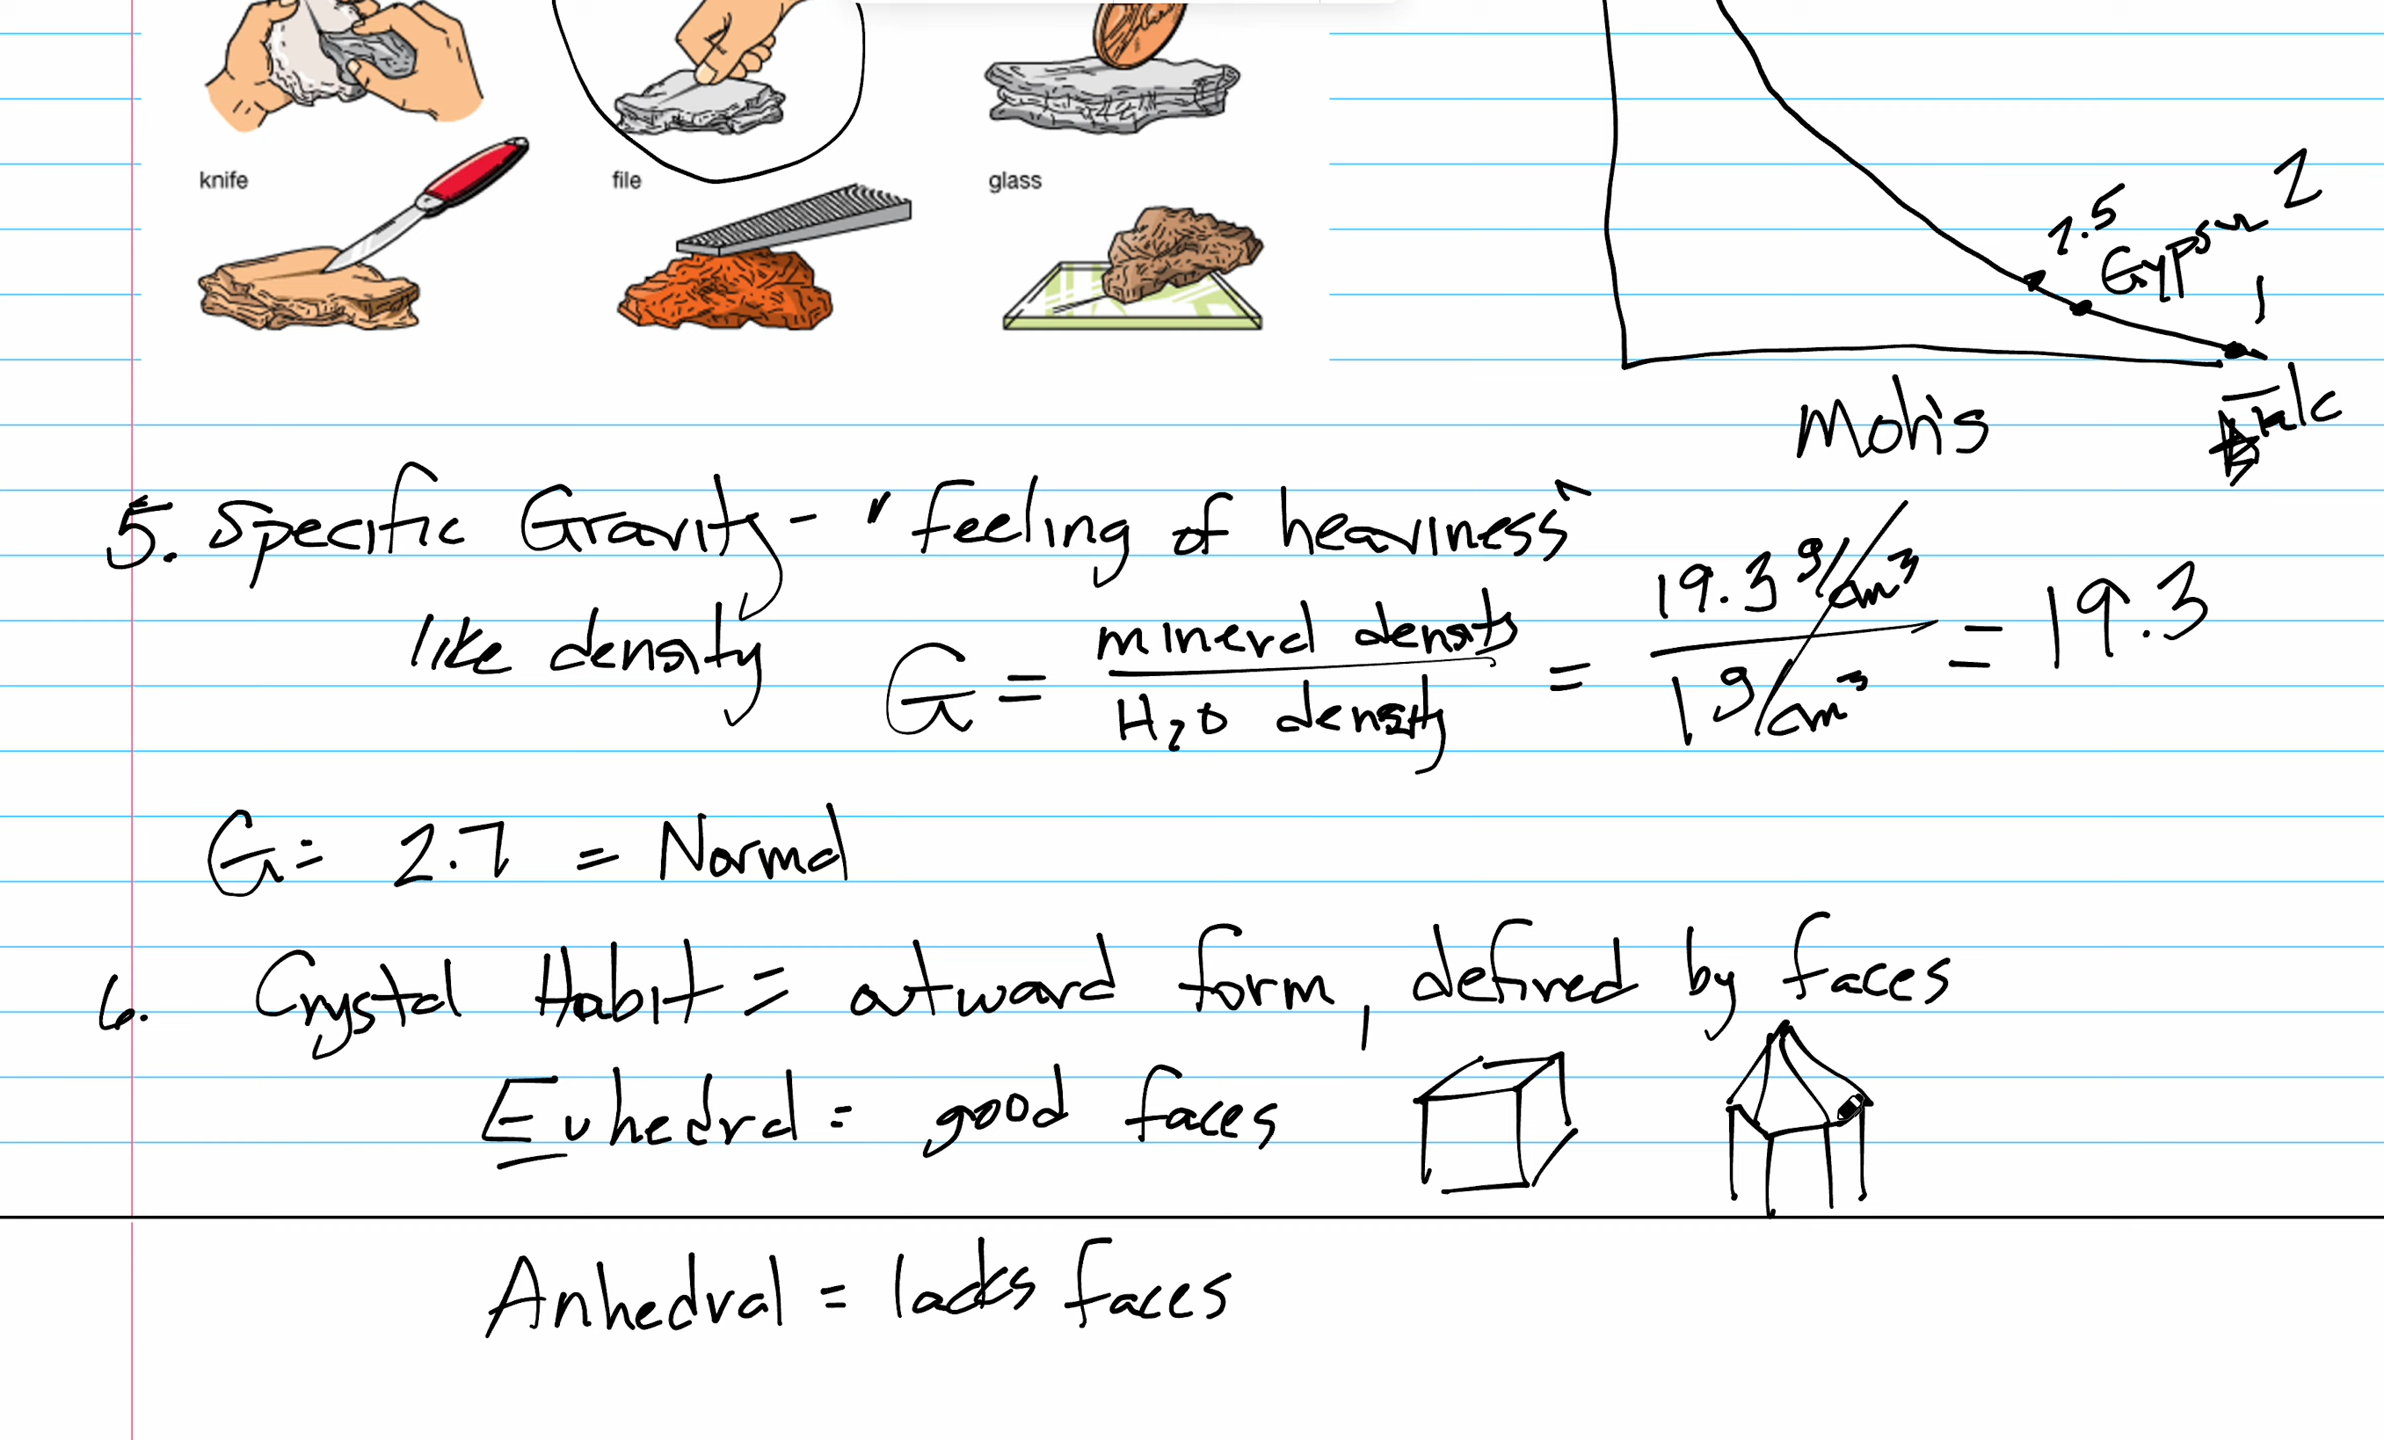 knife file glass
2.5 Gypsum 2
1
Talc
Moh's
5. Specific Gravity - "feeling of heaviness"
like density G = mineral density / H2O density = 19.3 g/cm³ / 1 g/cm³ = 19.3
G = 2.7 = Normal
6. Crystal Habit = outward form, defined by faces
Euhedral = good faces
Anhedral = lacks faces